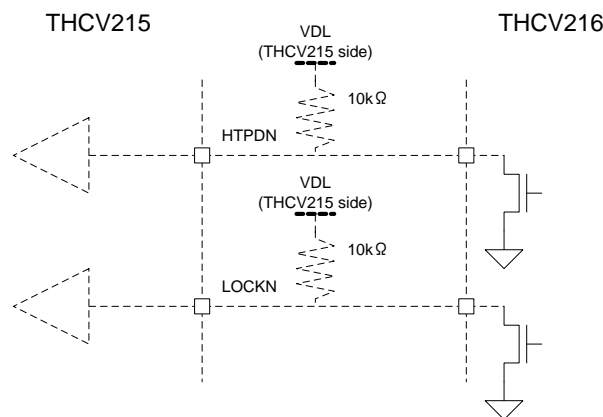 THCV215
THCV216
VDL
(THCV215 side)
10kΩ
HTPDN
VDL
(THCV215 side)
10kΩ
LOCKN